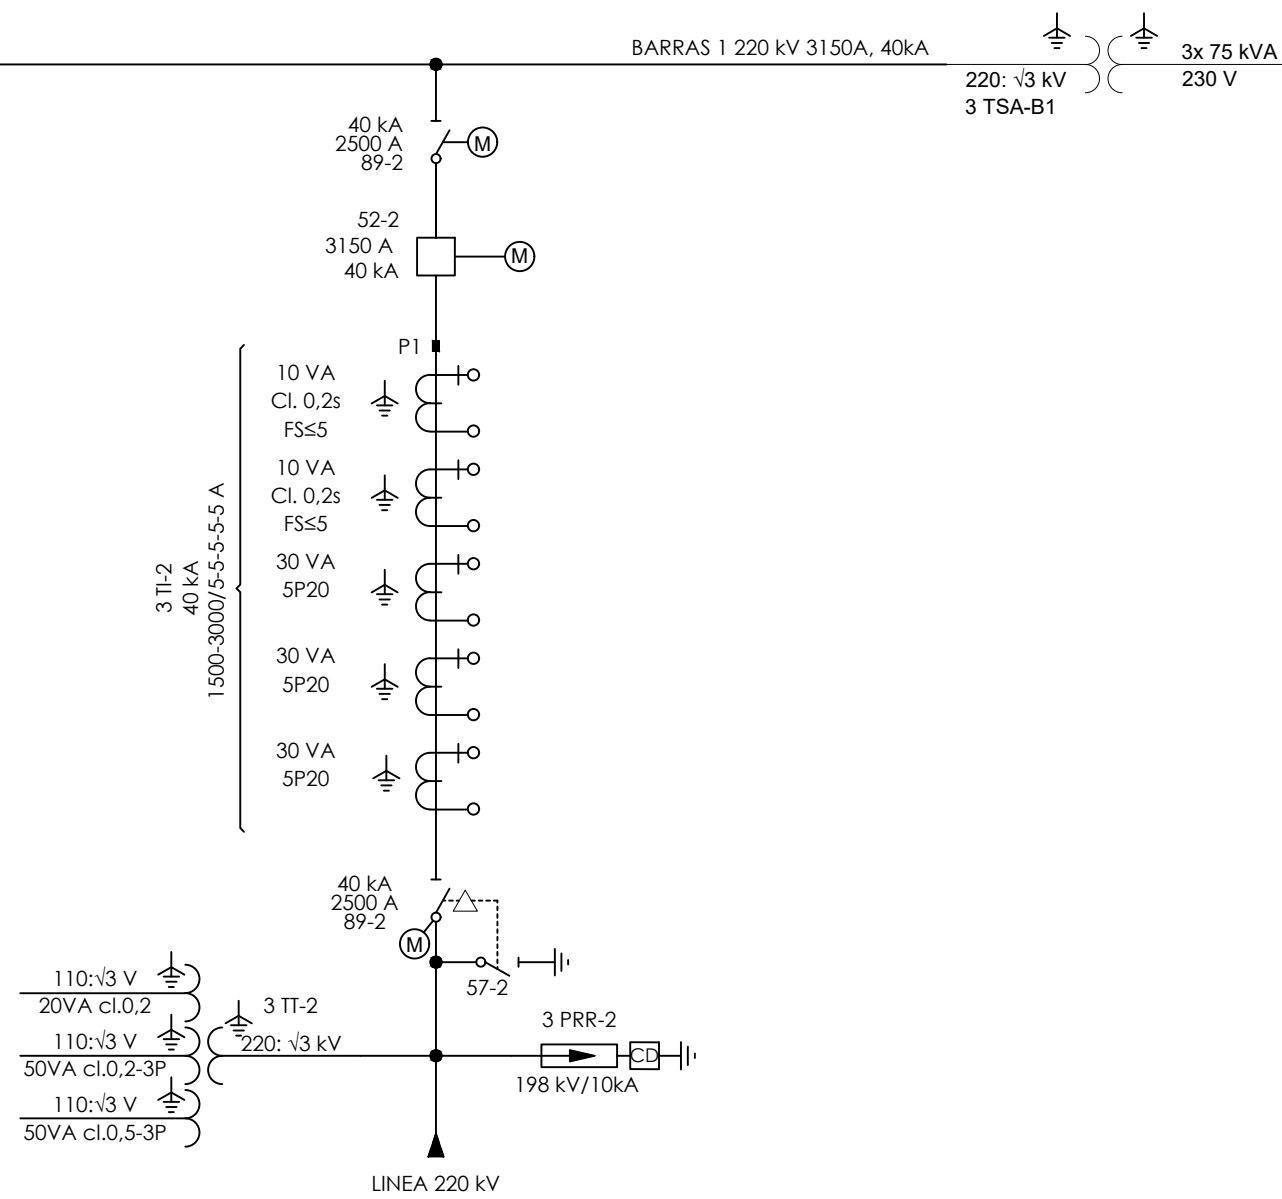 BARRAS 1 220 kV 3150A, 40kA
220: √3 kV
3 TSA-B1
3x 75 kVA
230 V
40 kA
2500 A
89-2
M
52-2
3150 A
40 kA
M
P1
10 VA
Cl. 0,2s
FS≤5
10 VA
Cl. 0,2s
FS≤5
30 VA
5P20
30 VA
5P20
30 VA
5P20
3 TI-2
40 kA
1500-3000/5-5-5-5-5 A
40 kA
2500 A
89-2
M
57-2
110:√3 V
20VA cl.0,2
110:√3 V
50VA cl.0,2-3P
110:√3 V
50VA cl.0,5-3P
3 TT-2
220: √3 kV
3 PRR-2
CD
198 kV/10kA
LINEA 220 kV